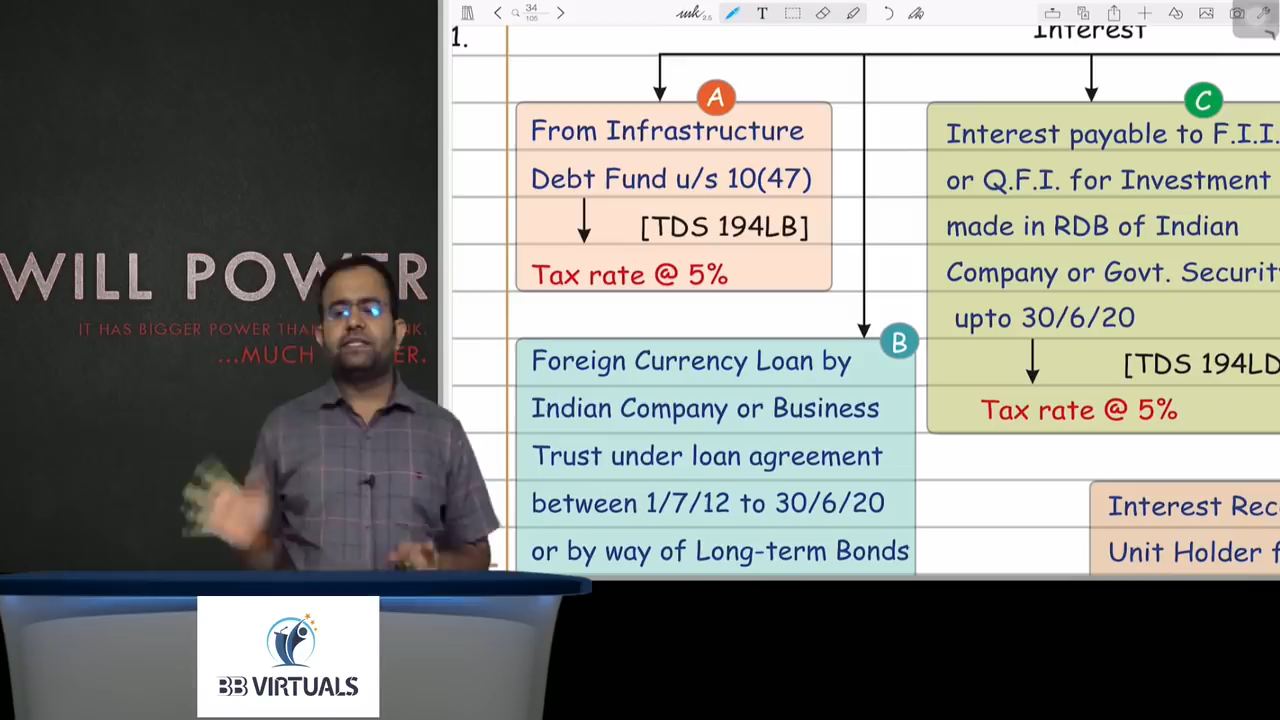 34
105
2.5
T
1.
Interest
A
From Infrastructure
Debt Fund u/s 10(47)
[TDS 194LB]
Tax rate @ 5%
B
Foreign Currency Loan by
Indian Company or Business
Trust under loan agreement
between 1/7/12 to 30/6/20
or by way of Long-term Bonds
C
Interest payable to F.I.I.
or Q.F.I. for Investment
made in RDB of Indian
Company or Govt. Securit
upto 30/6/20
[TDS 194LD
Tax rate @ 5%
Interest Rec
Unit Holder f
WILL POWER
IT HAS BIGGER POWER THAN
...MUCH
BB VIRTUALS